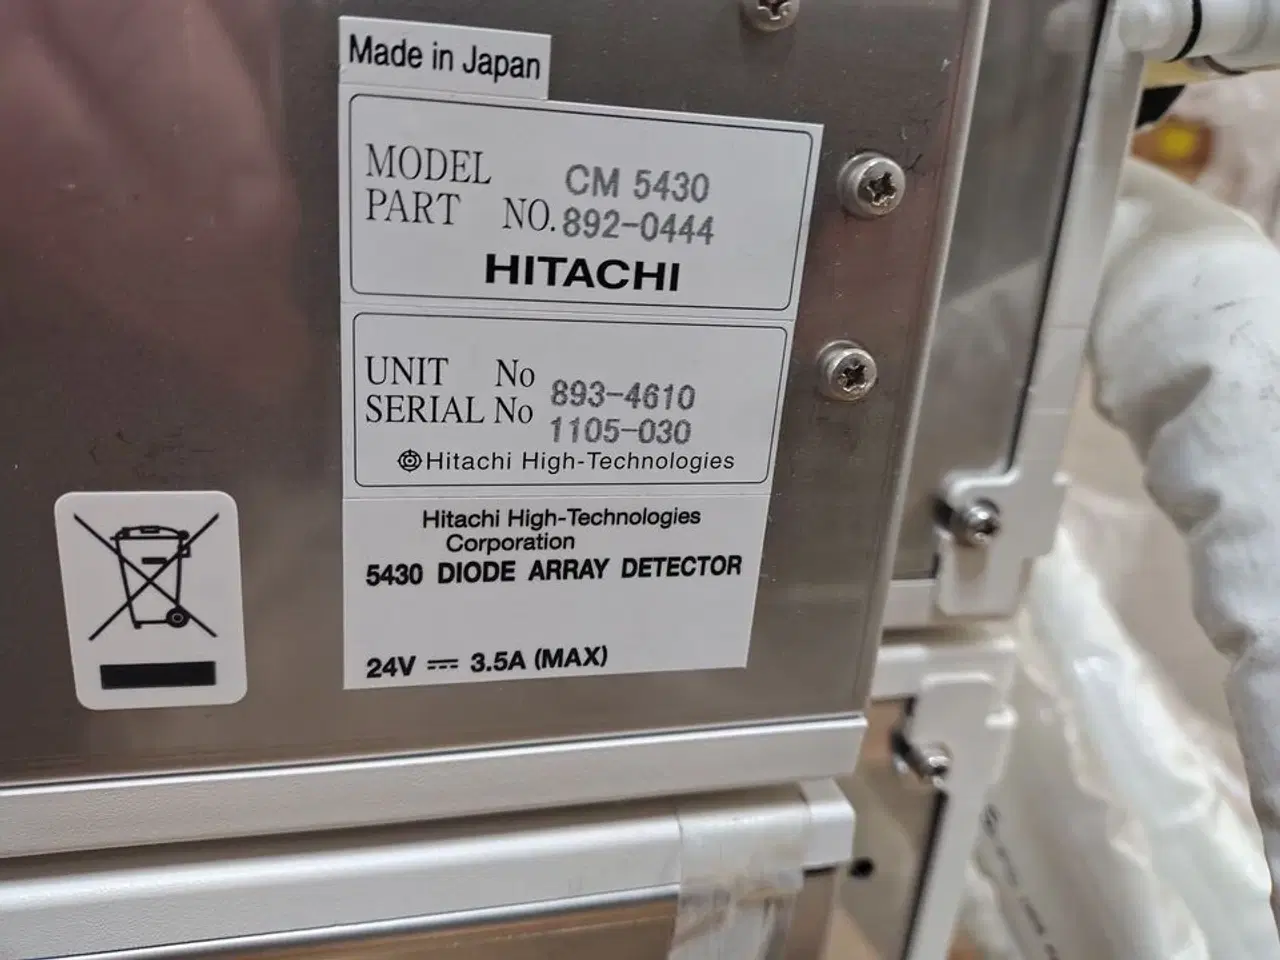 Made in Japan
MODEL CM 5430
PART NO. 892-0444
HITACHI
UNIT No 893-4610
SERIAL No 1105-030
Hitachi High-Technologies
Hitachi High-Technologies
Corporation
5430 DIODE ARRAY DETECTOR
24V ⎓ 3.5A (MAX)